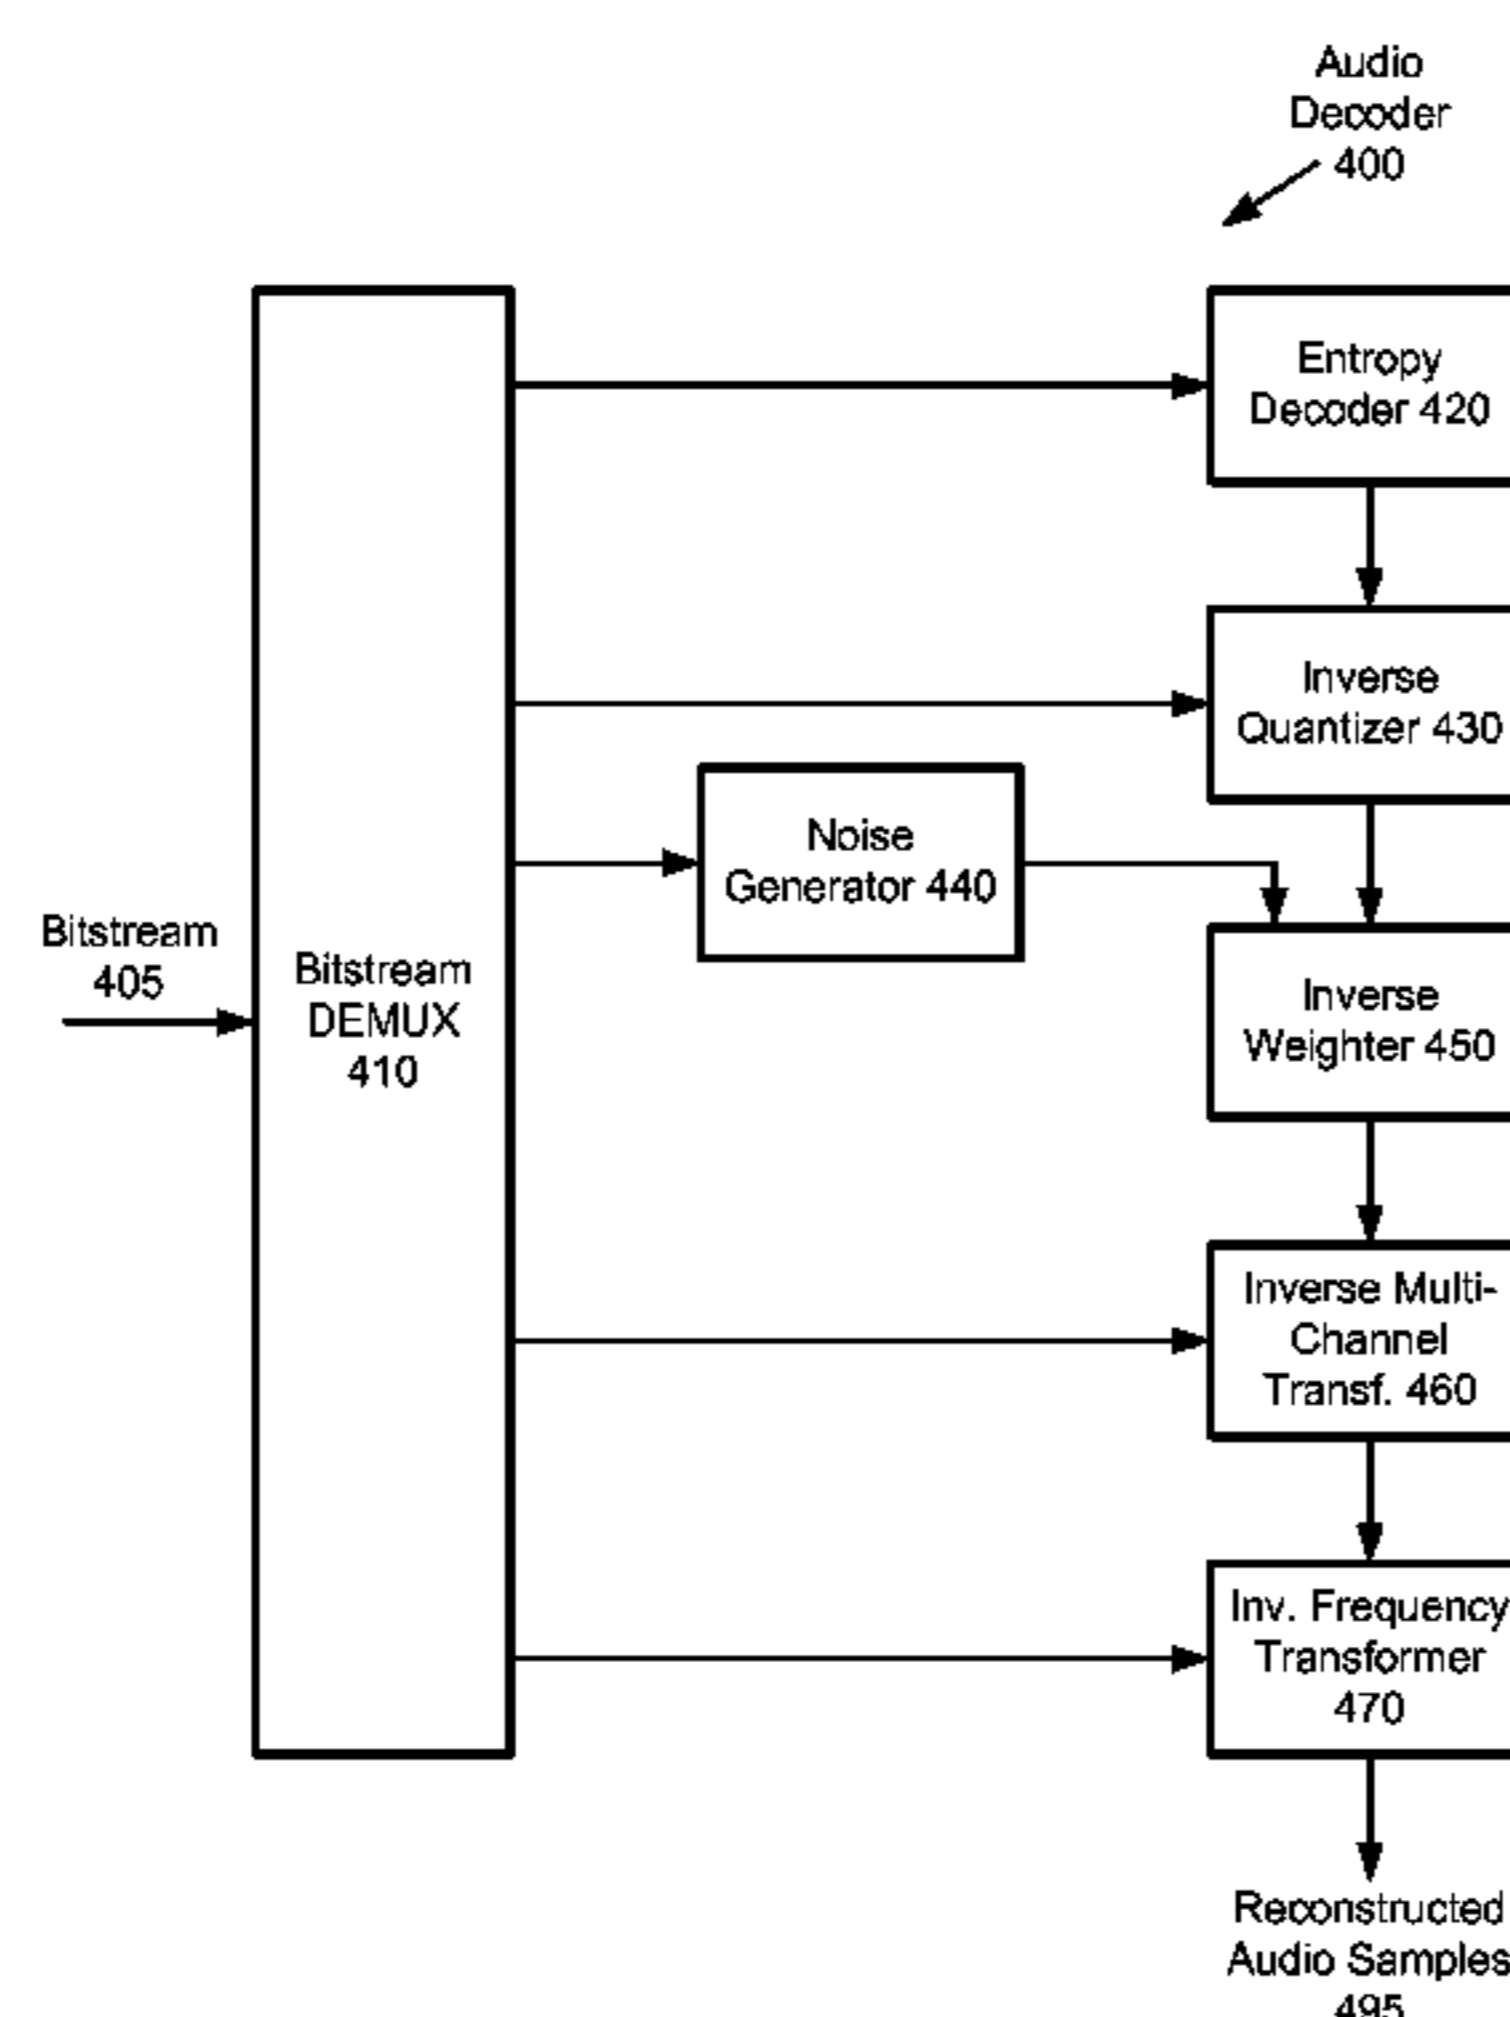 Audio
Decoder
400
Entropy
Decoder 420
Inverse
Quantizer 430
Noise
Generator 440
Bitstream
405
Bitstream
DEMUX
410
Inverse
Weighter 450
Inverse Multi-
Channel
Transf. 460
Inv. Frequency
Transformer
470
Reconstructed
Audio Samples
495